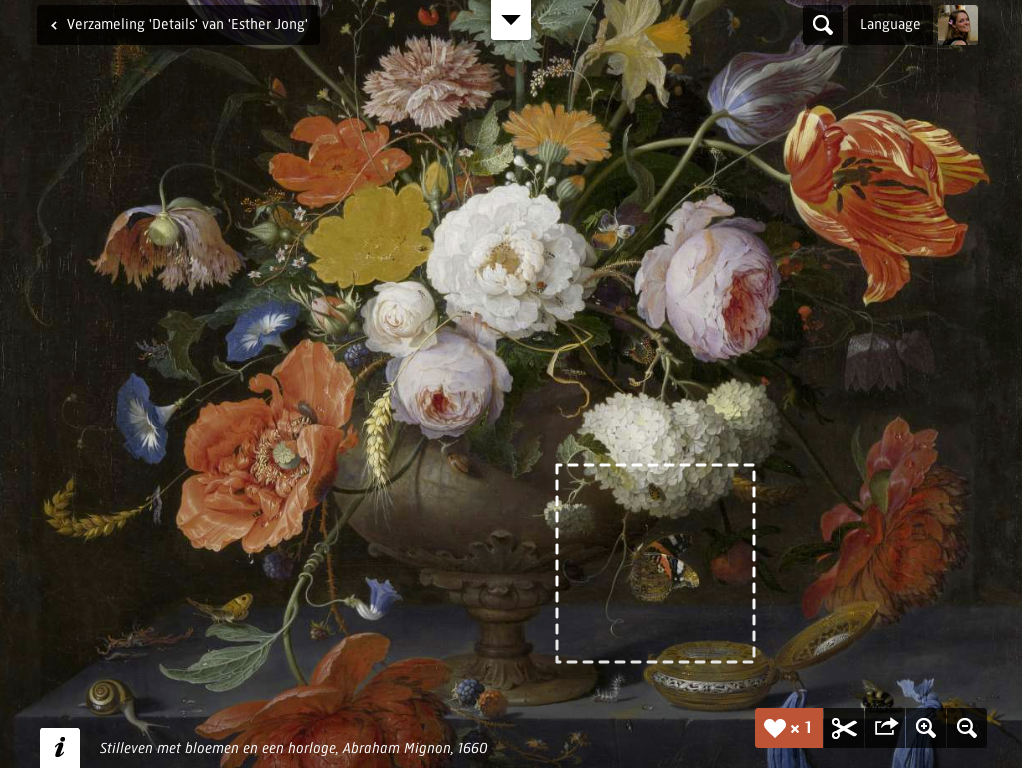 ‹ Verzameling 'Details' van 'Esther Jong'
Language
× 1
i
Stilleven met bloemen en een horloge, Abraham Mignon, 1660